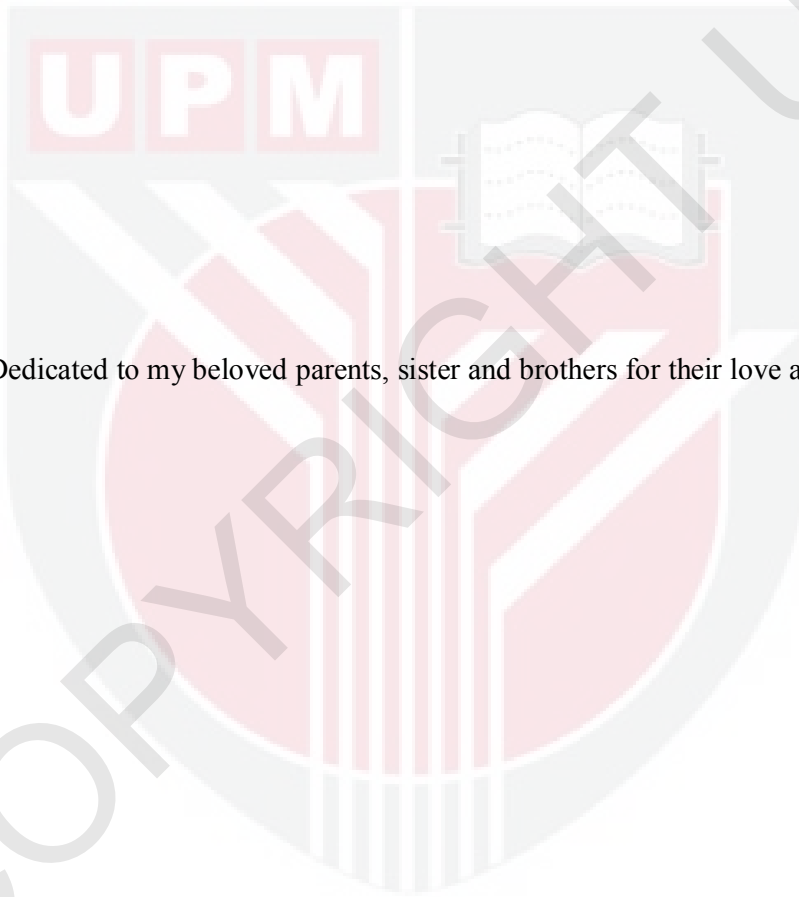 UPM
Dedicated to my beloved parents, sister and brothers for their love a
COPYRIGHT U